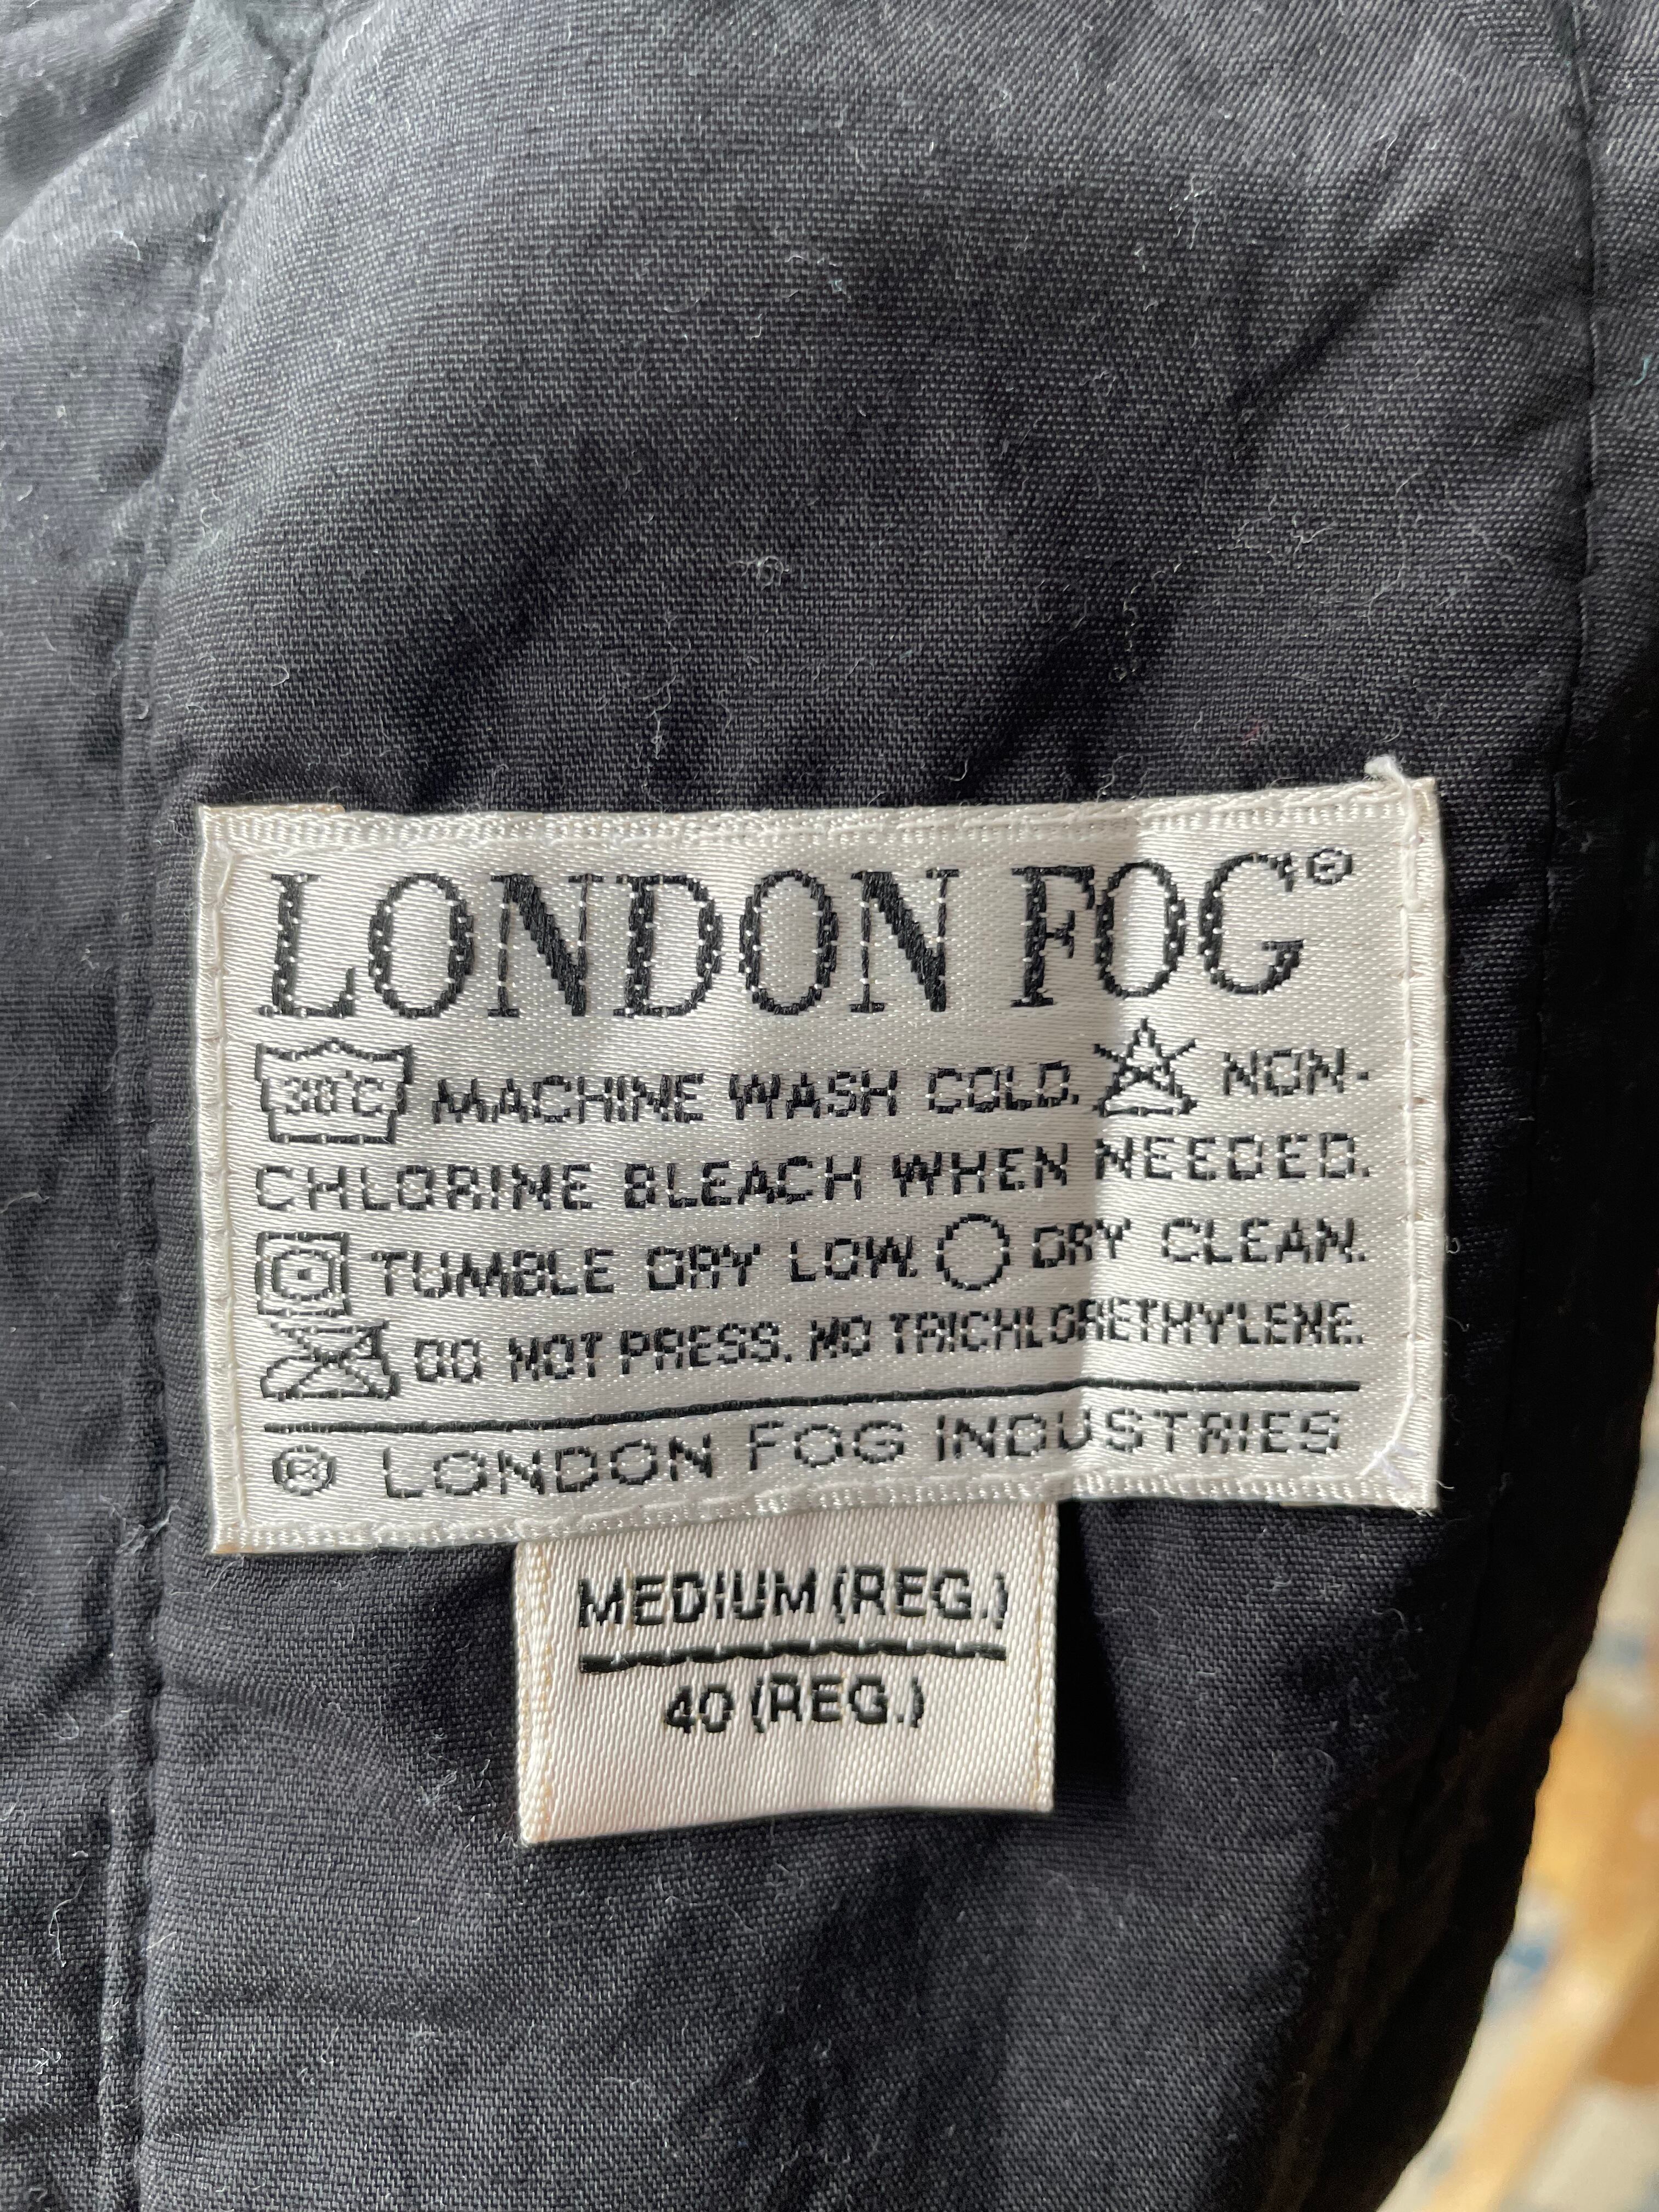 LONDON FOG®
30°C MACHINE WASH COLD. NON-
CHLORINE BLEACH WHEN NEEDED.
TUMBLE DRY LOW. DRY CLEAN.
DO NOT PRESS. NO TRICHLORETHYLENE.
® LONDON FOG INDUSTRIES
MEDIUM (REG.)
40 (REG.)